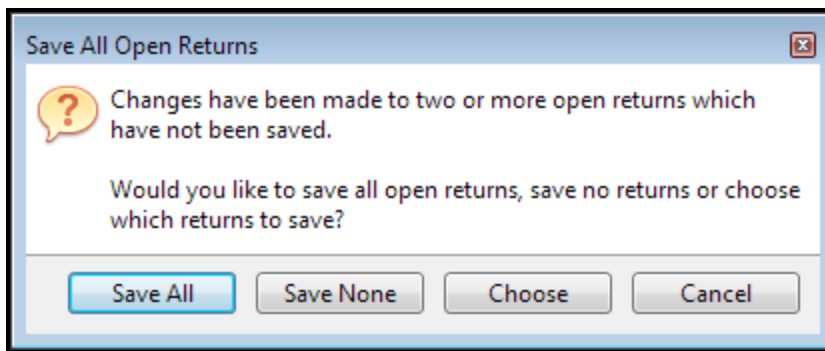 Save All Open Returns
Changes have been made to two or more open returns which
have not been saved.
Would you like to save all open returns, save no returns or choose
which returns to save?
Save All
Save None
Choose
Cancel